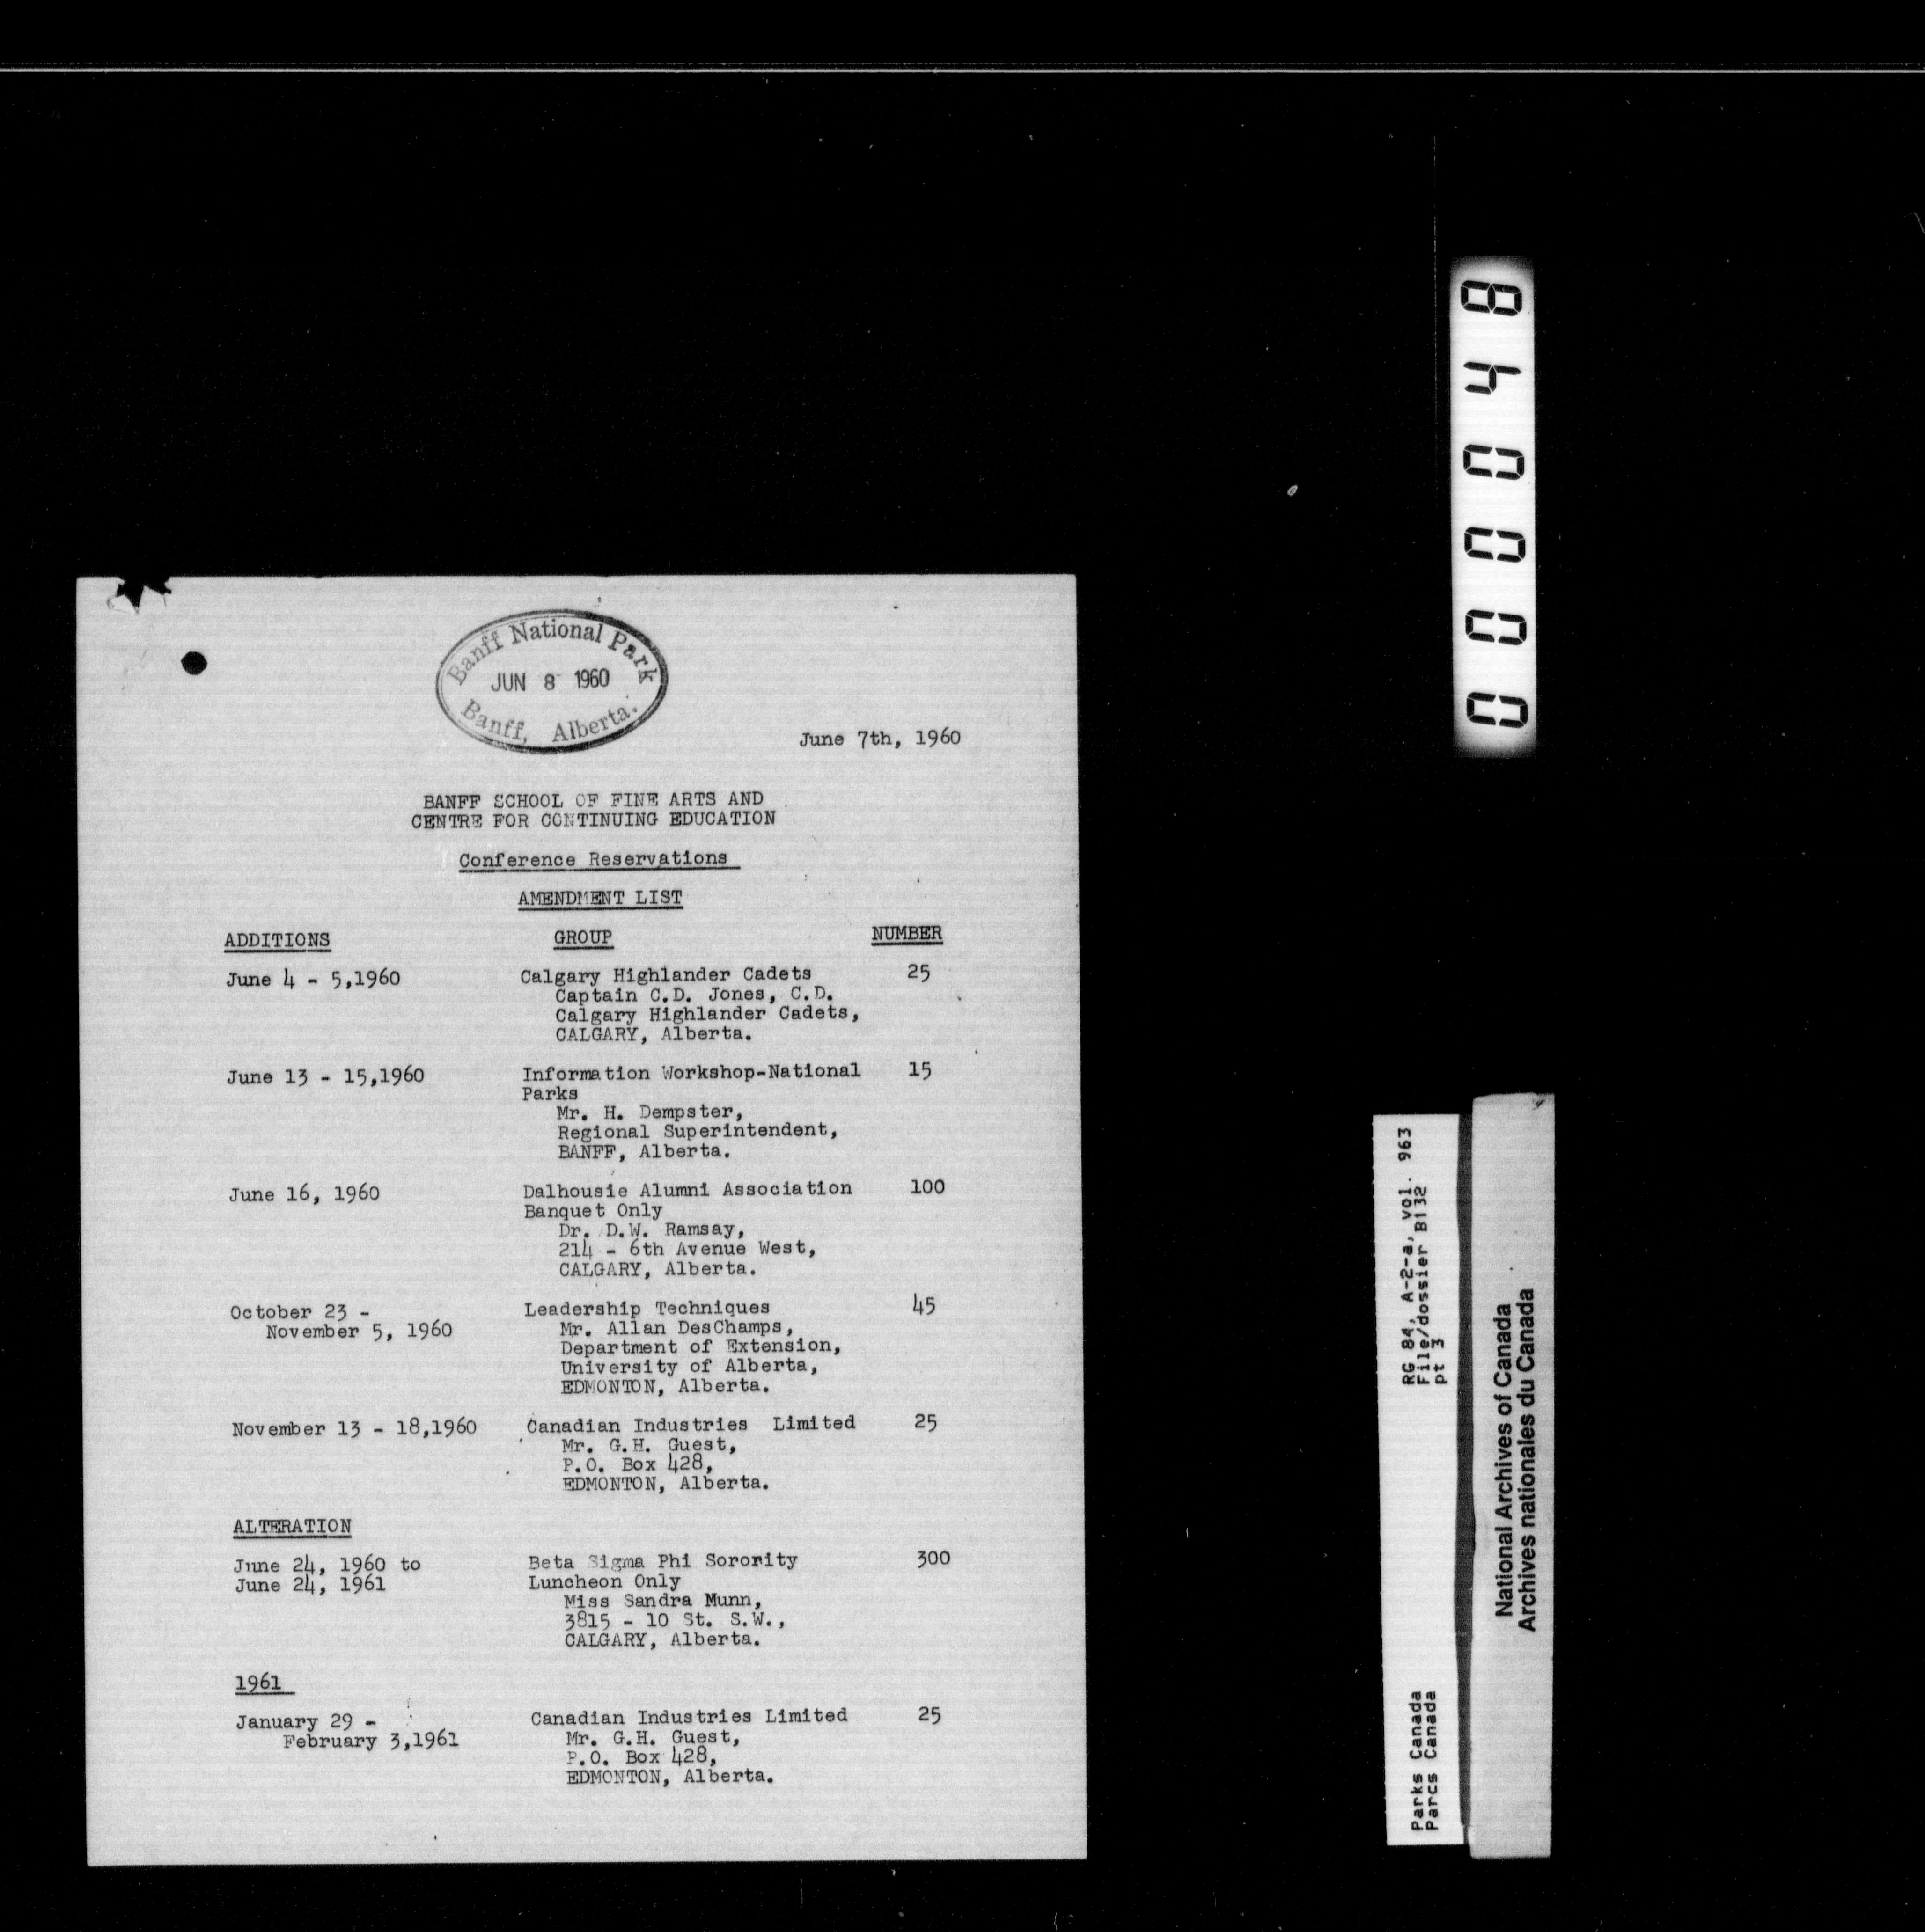 Banff National Park
JUN 8 1960
Banff, Alberta.
June 7th, 1960
BANFF SCHOOL OF FINE ARTS AND
CENTRE FOR CONTINUING EDUCATION
Conference Reservations
AMENDMENT LIST
ADDITIONS GROUP NUMBER
June 4 - 5,1960 Calgary Highlander Cadets 25
Captain C.D. Jones, C.D.
Calgary Highlander Cadets,
CALGARY, Alberta.
June 13 - 15,1960 Information Workshop-National 15
Parks
Mr. H. Dempster,
Regional Superintendent,
BANFF, Alberta.
June 16, 1960 Dalhousie Alumni Association 100
Banquet Only
Dr. D.W. Ramsay,
214 - 6th Avenue West,
CALGARY, Alberta.
October 23 - Leadership Techniques 45
November 5, 1960 Mr. Allan DesChamps,
Department of Extension,
University of Alberta,
EDMONTON, Alberta.
November 13 - 18,1960 Canadian Industries Limited 25
Mr. G.H. Guest,
P.O. Box 428,
EDMONTON, Alberta.
ALTERATION
June 24, 1960 to Beta Sigma Phi Sorority 300
June 24, 1961 Luncheon Only
Miss Sandra Munn,
3815 - 10 St. S.W.,
CALGARY, Alberta.
1961
January 29 - Canadian Industries Limited 25
February 3,1961 Mr. G.H. Guest,
P.O. Box 428,
EDMONTON, Alberta.
000048
Parks Canada RG 84, A-2-a, vol. 963
Parcs Canada File/dossier B132
pt 3
National Archives of Canada
Archives nationales du Canada